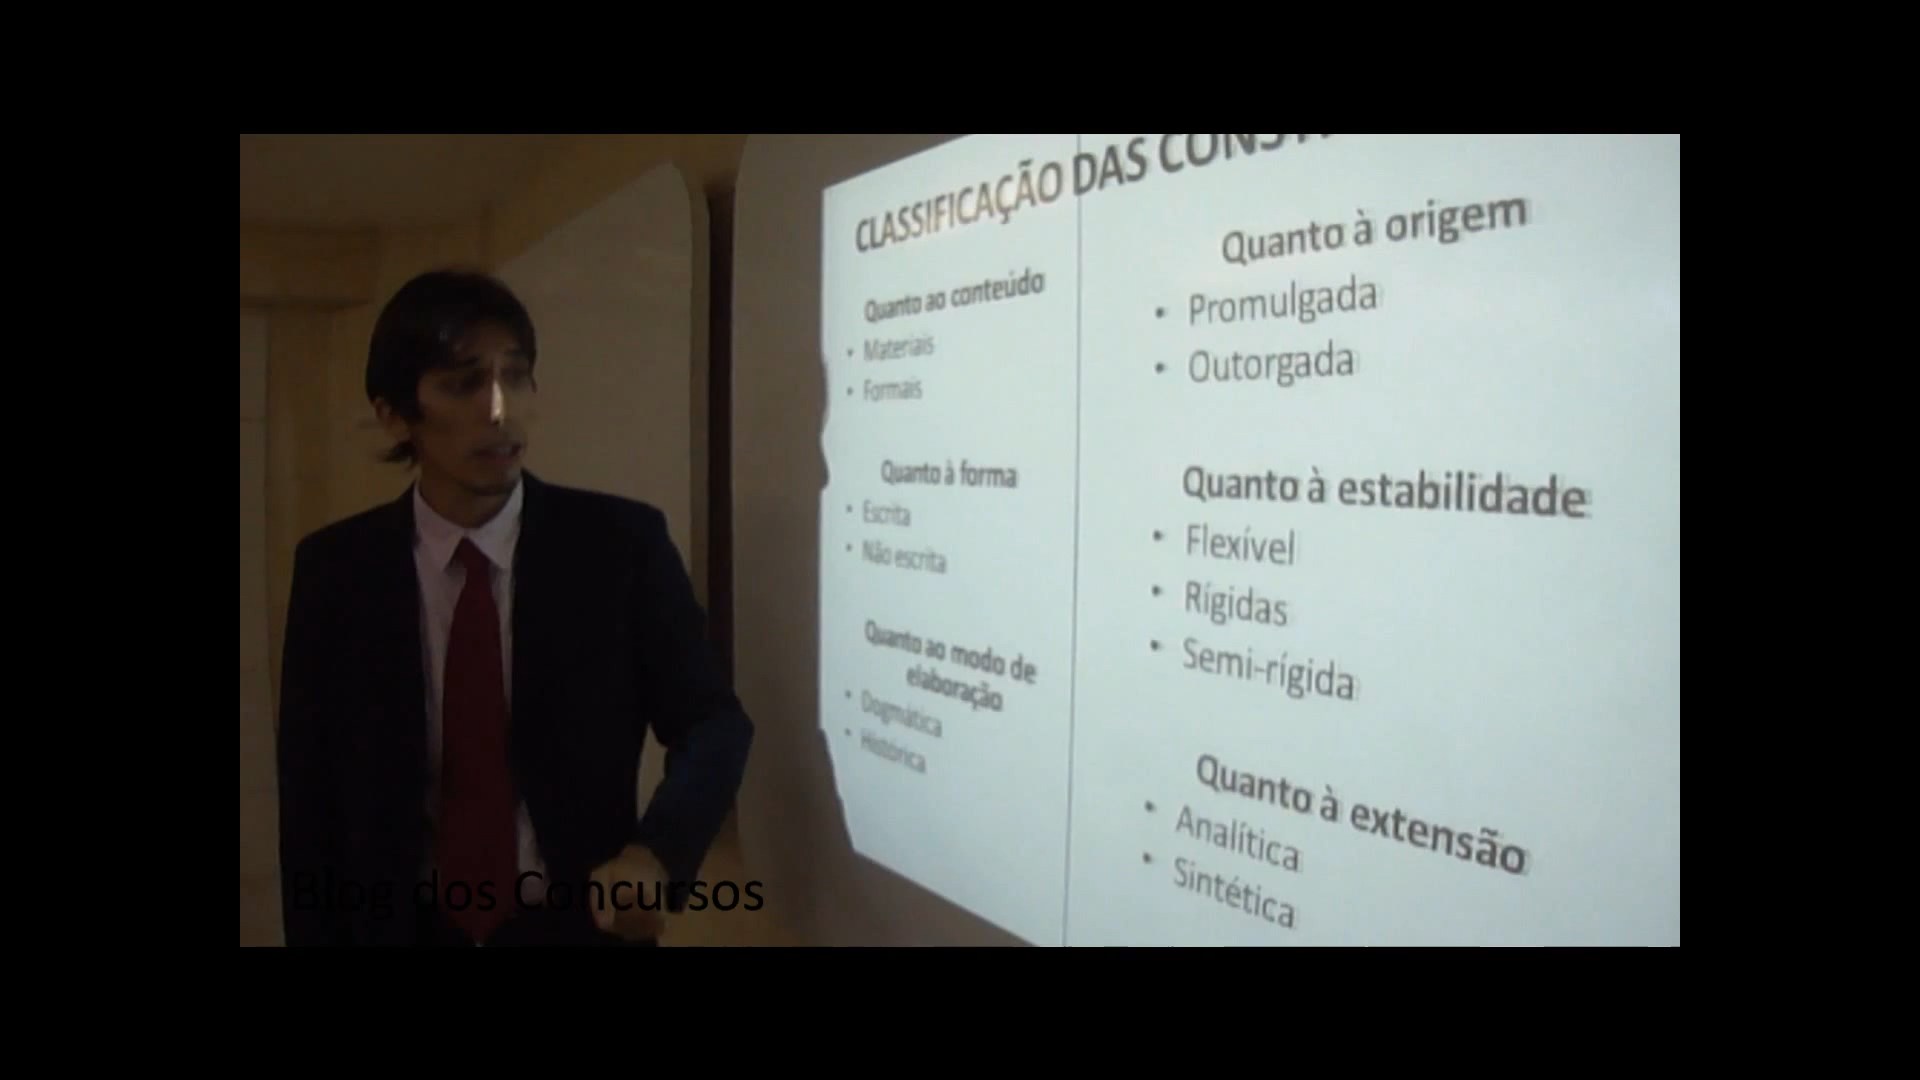 CLASSIFICAÇÃO DAS
Quanto ao conteúdo
• Materiais
• Formais
Quanto à forma
• Escrita
• Não escrita
Quanto ao modo de
elaboração
• Dogmática
• Histórica
Quanto à origem
• Promulgada
• Outorgada
Quanto à estabilidade
• Flexível
• Rígidas
• Semi-rígida
Quanto à extensão
• Analítica
• Sintética
Blog dos Concursos